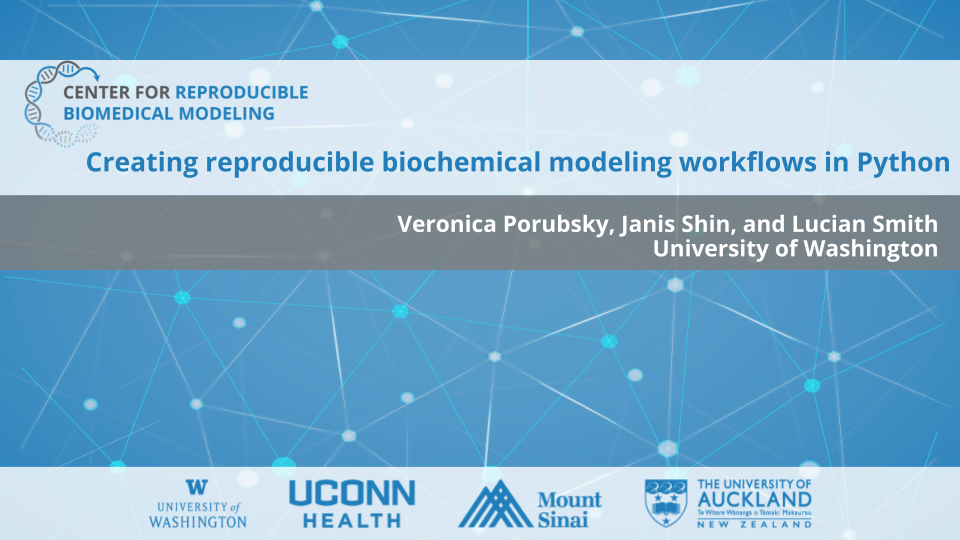 CENTER FOR REPRODUCIBLE
BIOMEDICAL MODELING
Creating reproducible biochemical modeling workflows in Python
Veronica Porubsky, Janis Shin, and Lucian Smith
University of Washington
W
UNIVERSITY of
WASHINGTON
UCONN
HEALTH
Mount
Sinai
THE UNIVERSITY OF
AUCKLAND
Te Whare Wānanga o Tāmaki Makaurau
NEW ZEALAND